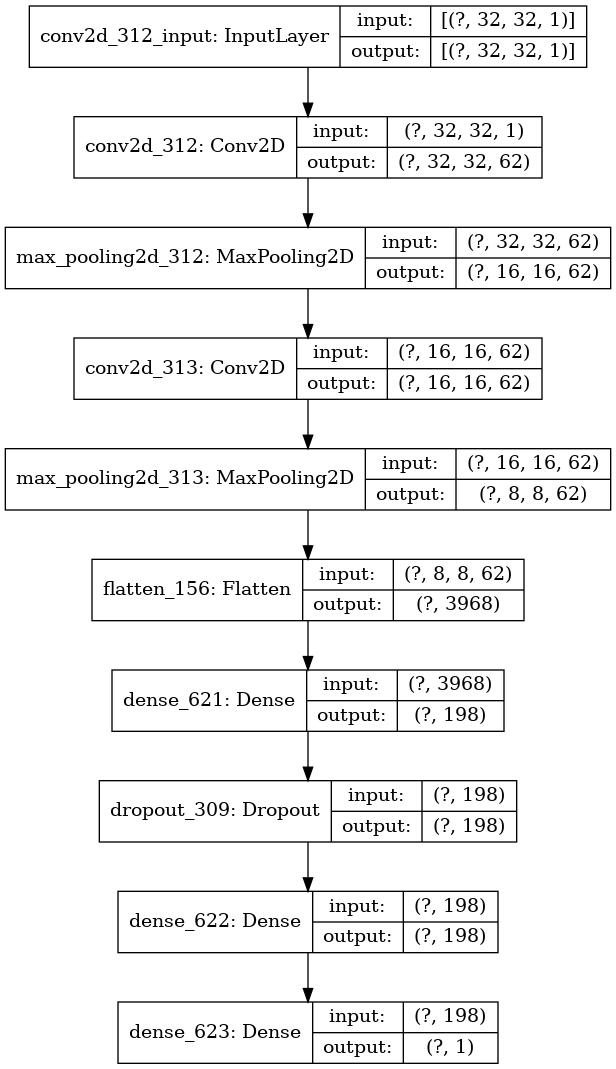 conv2d_312_input: InputLayer
input:
[(?, 32, 32, 1)]
output:
[(?, 32, 32, 1)]
conv2d_312: Conv2D
input:
(?, 32, 32, 1)
output:
(?, 32, 32, 62)
max_pooling2d_312: MaxPooling2D
input:
(?, 32, 32, 62)
output:
(?, 16, 16, 62)
conv2d_313: Conv2D
input:
(?, 16, 16, 62)
output:
(?, 16, 16, 62)
max_pooling2d_313: MaxPooling2D
input:
(?, 16, 16, 62)
output:
(?, 8, 8, 62)
flatten_156: Flatten
input:
(?, 8, 8, 62)
output:
(?, 3968)
dense_621: Dense
input:
(?, 3968)
output:
(?, 198)
dropout_309: Dropout
input:
(?, 198)
output:
(?, 198)
dense_622: Dense
input:
(?, 198)
output:
(?, 198)
dense_623: Dense
input:
(?, 198)
output:
(?, 1)